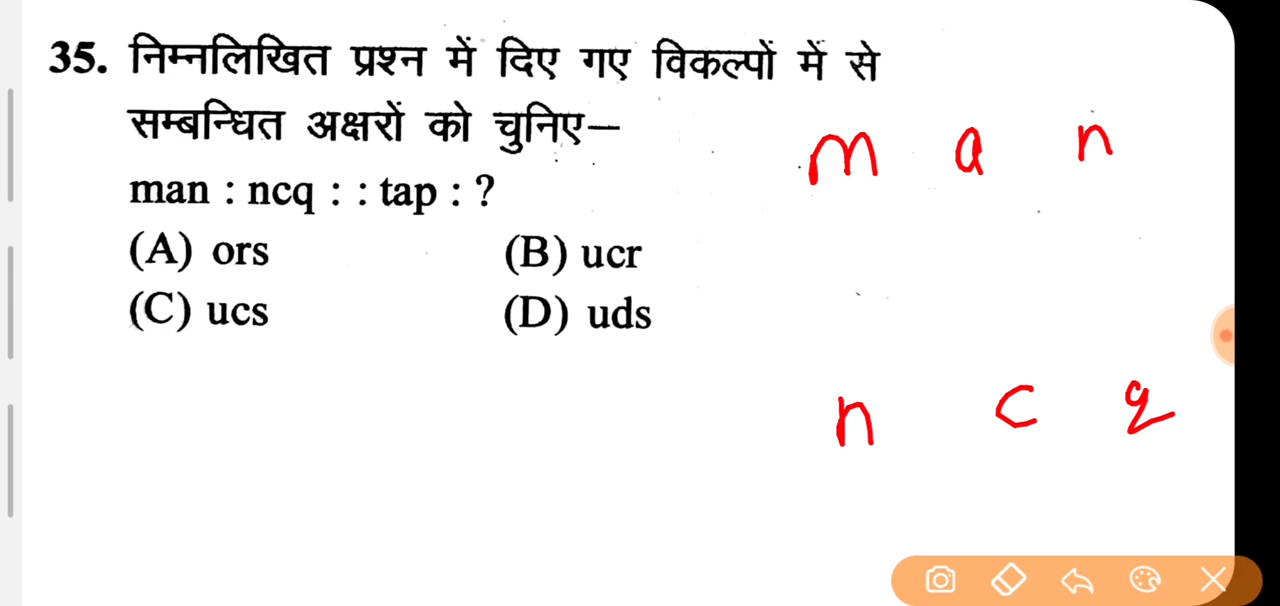 35. निम्नलिखित प्रश्न में दिए गए विकल्पों में से
सम्बन्धित अक्षरों को चुनिए—
man : ncq : : tap : ?
(A) ors (B) ucr
(C) ucs (D) uds
m a n
n c q